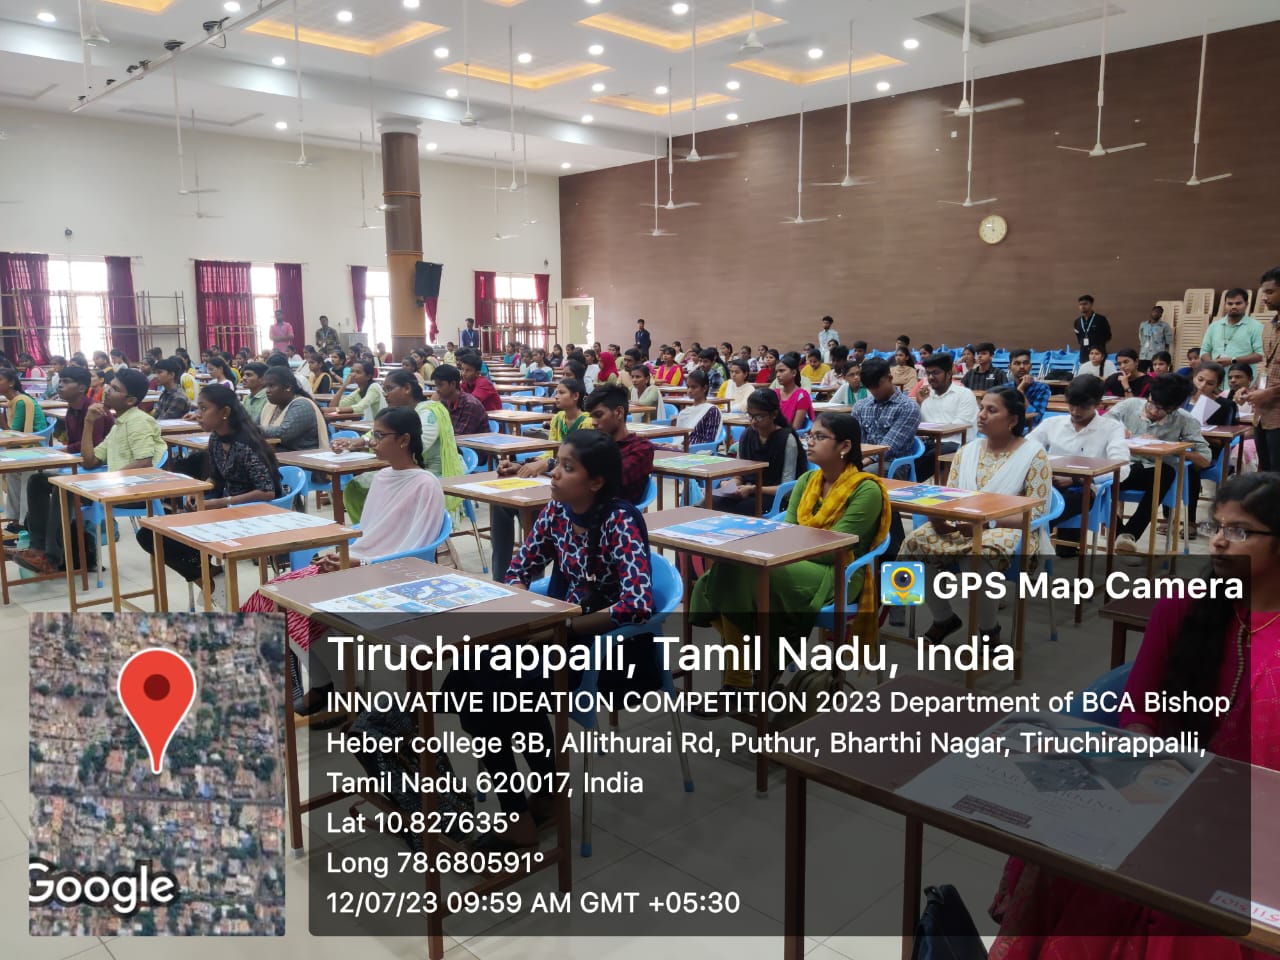 GPS Map Camera
Tiruchirappalli, Tamil Nadu, India
INNOVATIVE IDEATION COMPETITION 2023 Department of BCA Bishop
Heber college 3B, Allithurai Rd, Puthur, Bharthi Nagar, Tiruchirappalli,
Tamil Nadu 620017, India
Lat 10.827635°
Long 78.680591°
12/07/23 09:59 AM GMT +05:30
Google